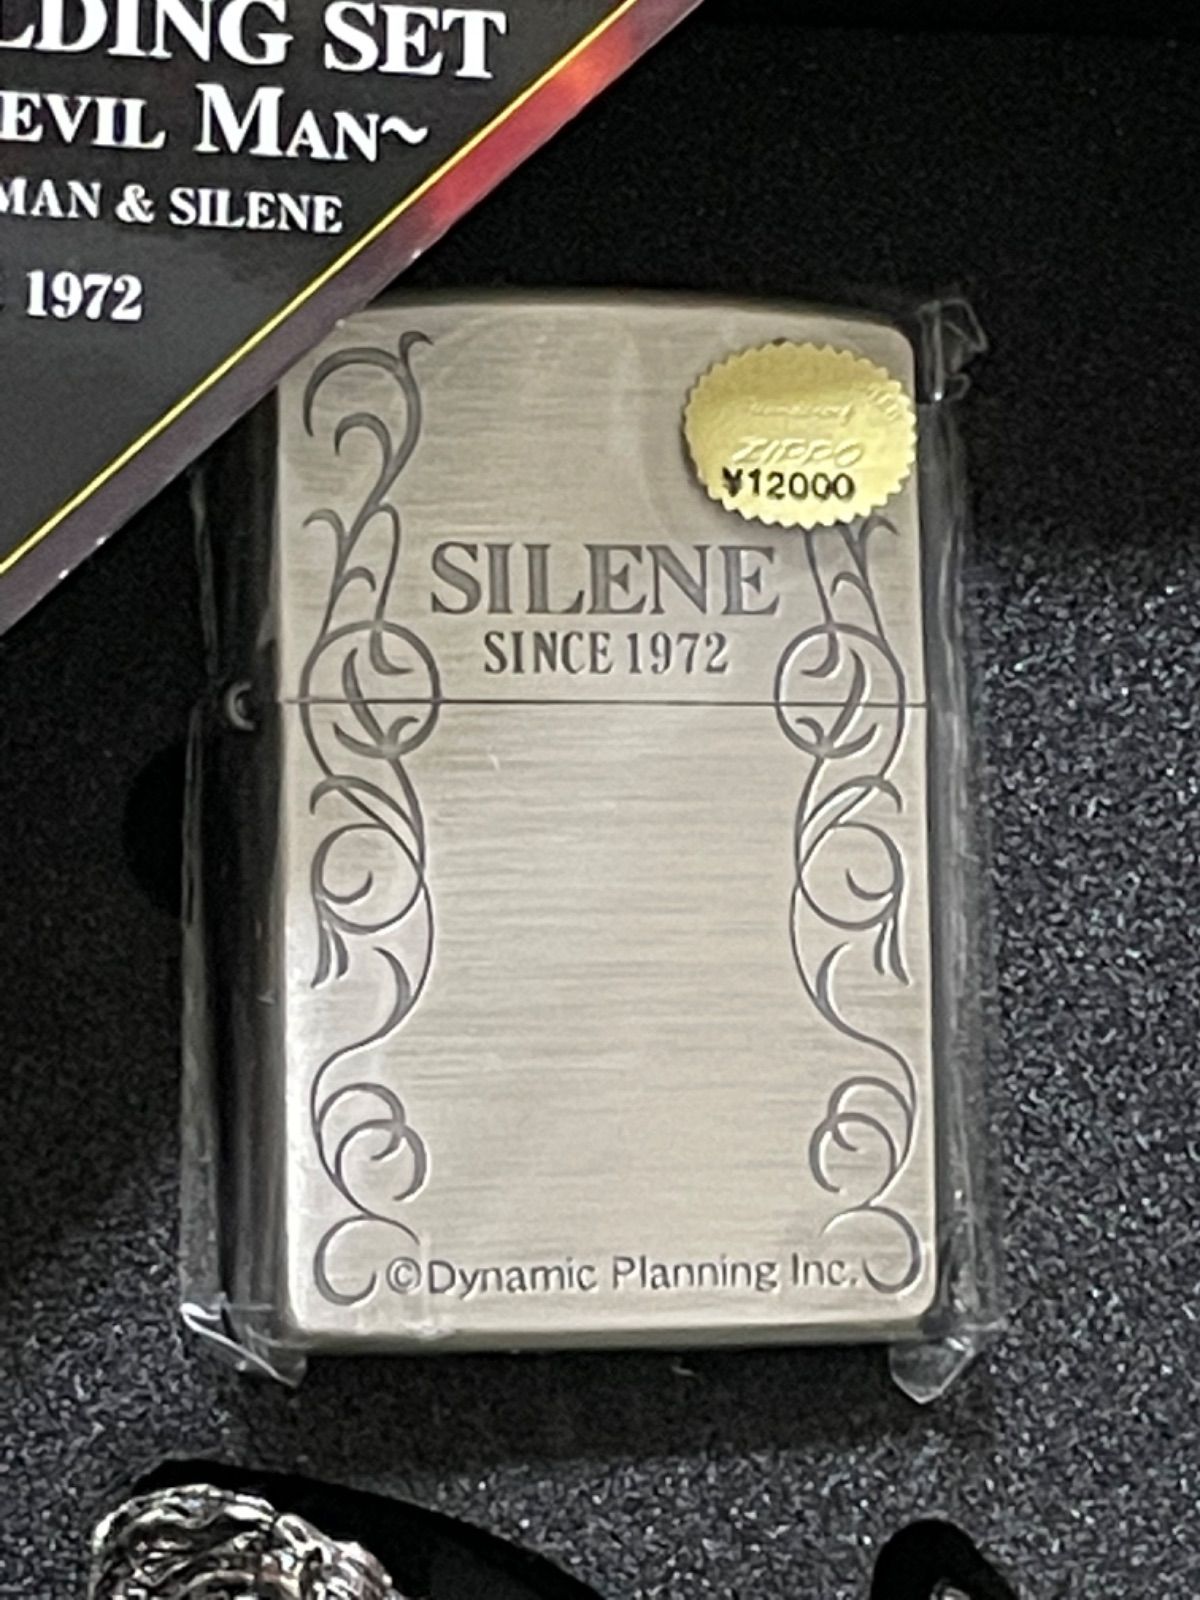 LDING SET
EVIL MAN~
MAN & SILENE
1972
ZIPPO
¥12000
SILENE
SINCE 1972
©Dynamic Planning Inc.